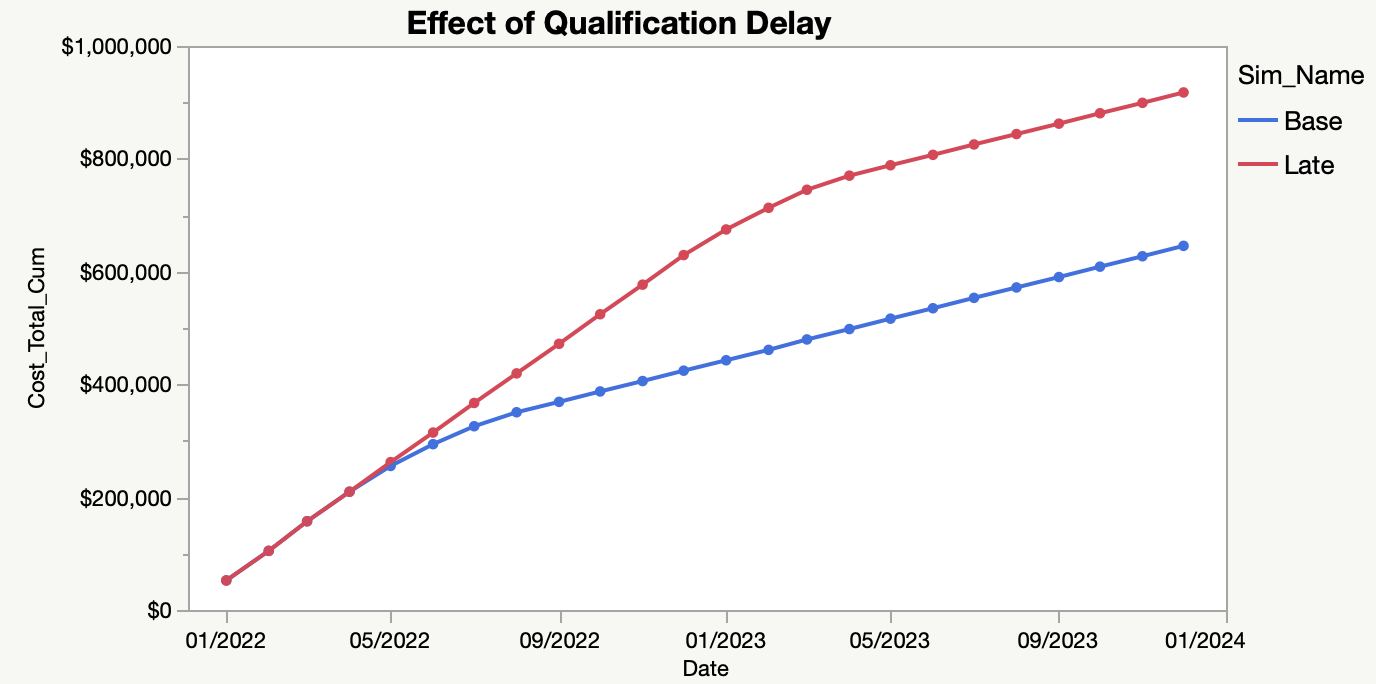 Effect of Qualification Delay
$1,000,000
$800,000
$600,000
$400,000
$200,000
$0
Cost_Total_Cum
01/2022 05/2022 09/2022 01/2023 05/2023 09/2023 01/2024
Date
Sim_Name
Base
Late